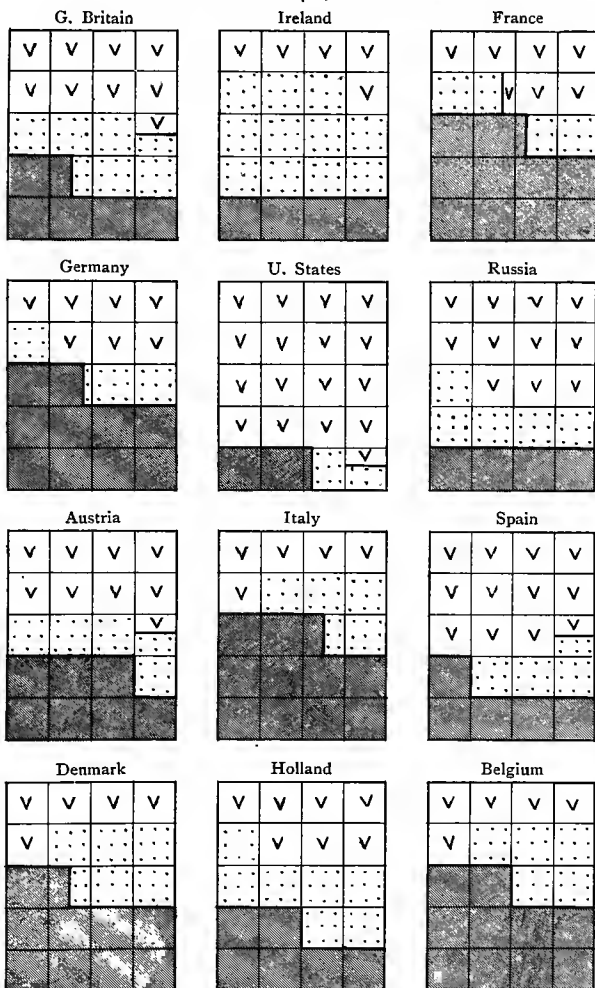 G. Britain Ireland France
Germany U. States Russia
Austria Italy Spain
Denmark Holland Belgium